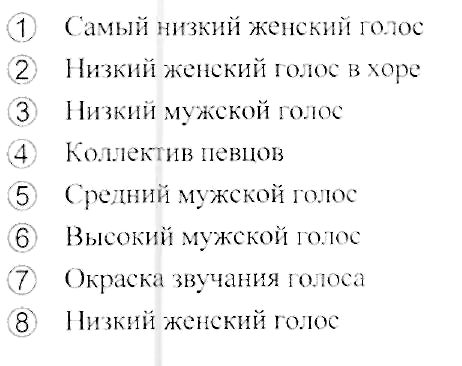 ① Самый низкий женский голос
② Низкий женский голос в хоре
③ Низкий мужской голос
④ Коллектив певцов
⑤ Средний мужской голос
⑥ Высокий мужской голос
⑦ Окраска звучания голоса
⑧ Низкий женский голос